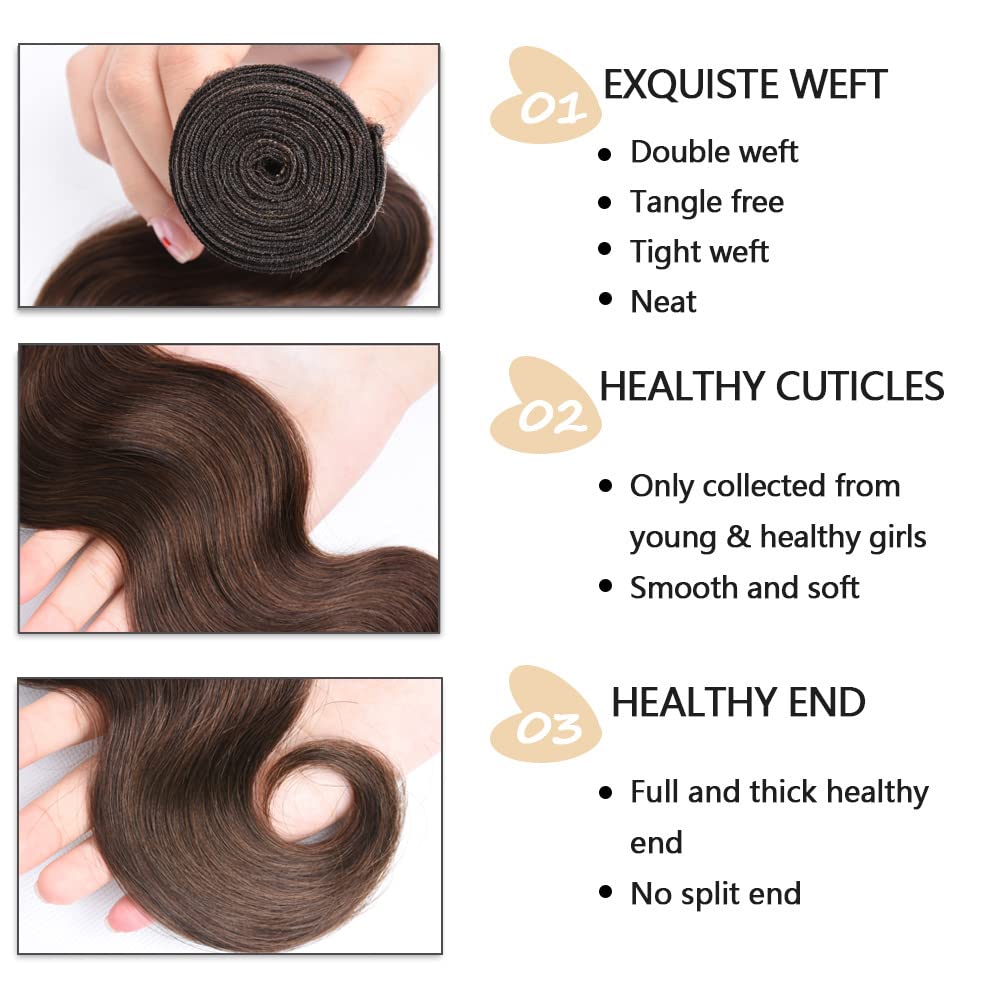 01
EXQUISTE WEFT
● Double weft
● Tangle free
● Tight weft
● Neat
02
HEALTHY CUTICLES
● Only collected from
young & healthy girls
● Smooth and soft
03
HEALTHY END
● Full and thick healthy
end
● No split end